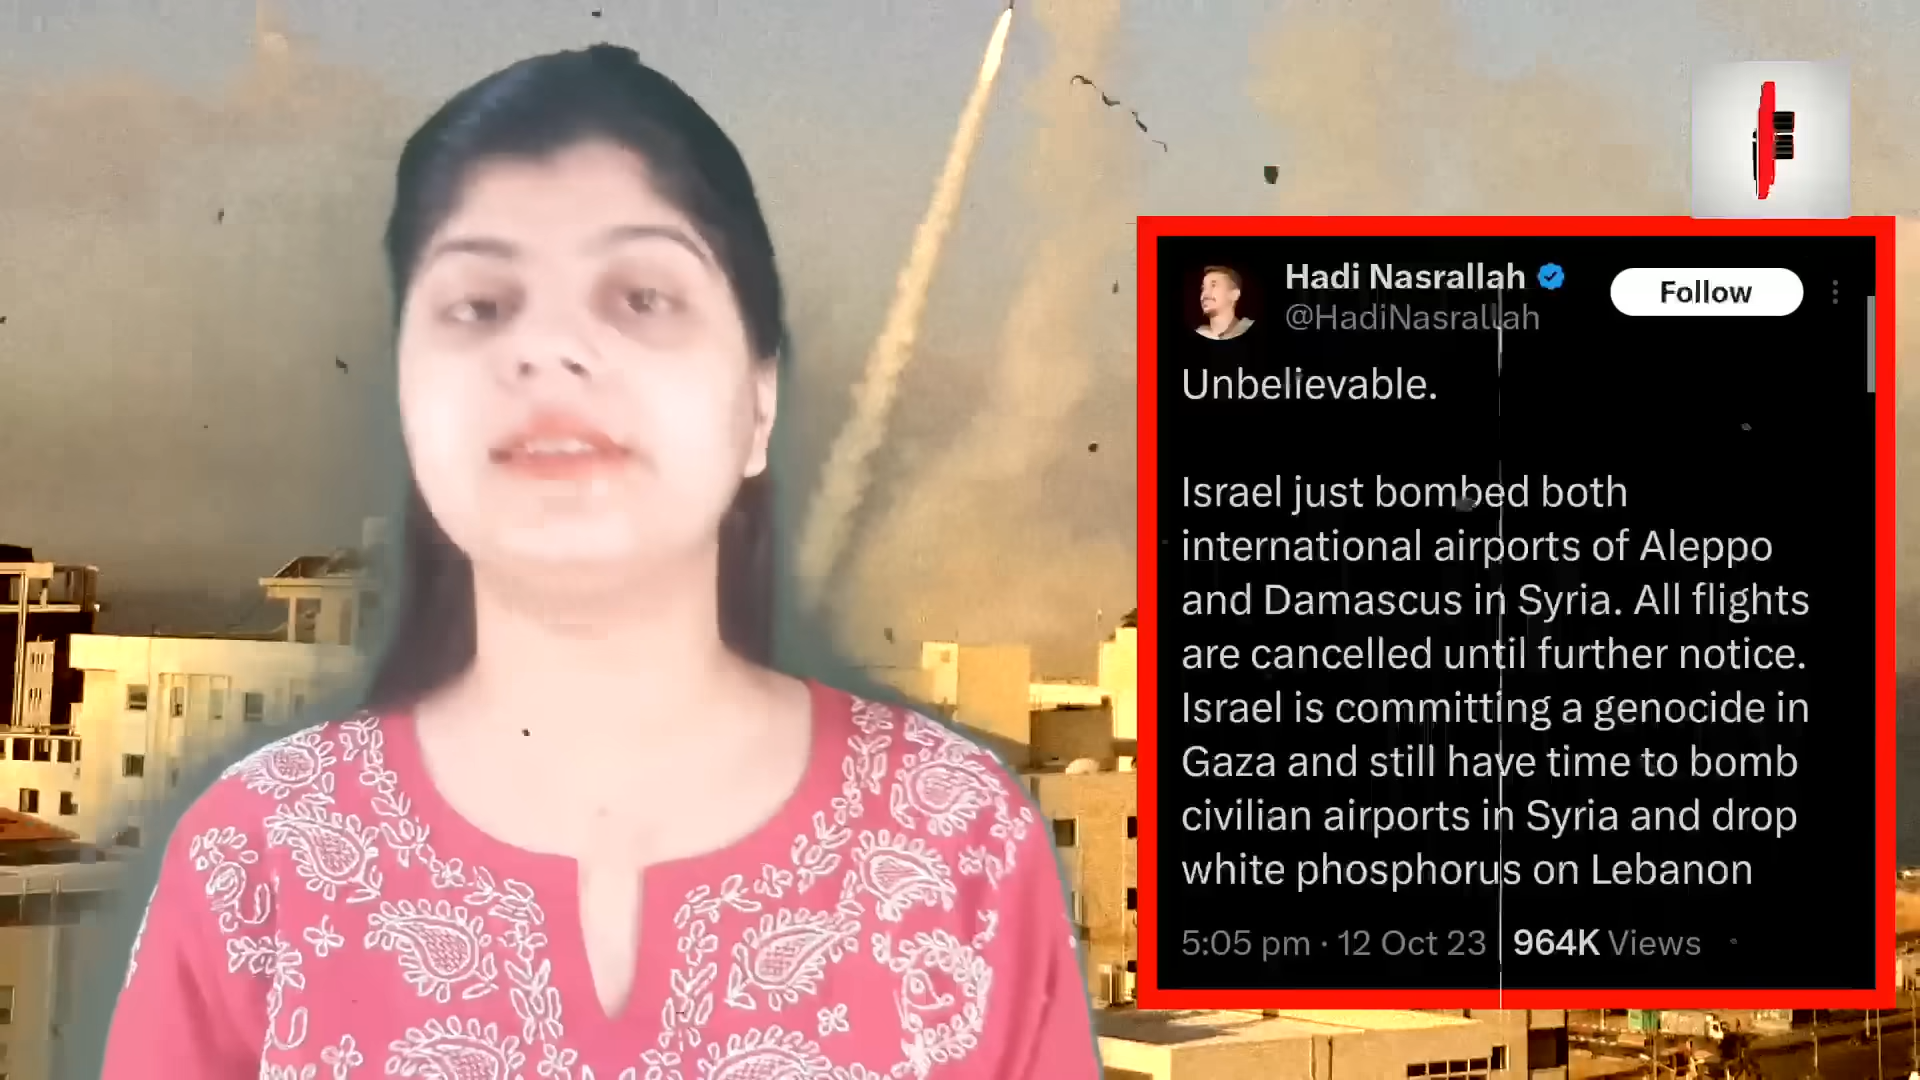 Hadi Nasrallah
@HadiNasrallah
Follow
Unbelievable.
Israel just bombed both
international airports of Aleppo
and Damascus in Syria. All flights
are cancelled until further notice.
Israel is committing a genocide in
Gaza and still have time to bomb
civilian airports in Syria and drop
white phosphorus on Lebanon
5:05 pm · 12 Oct 23
964K Views